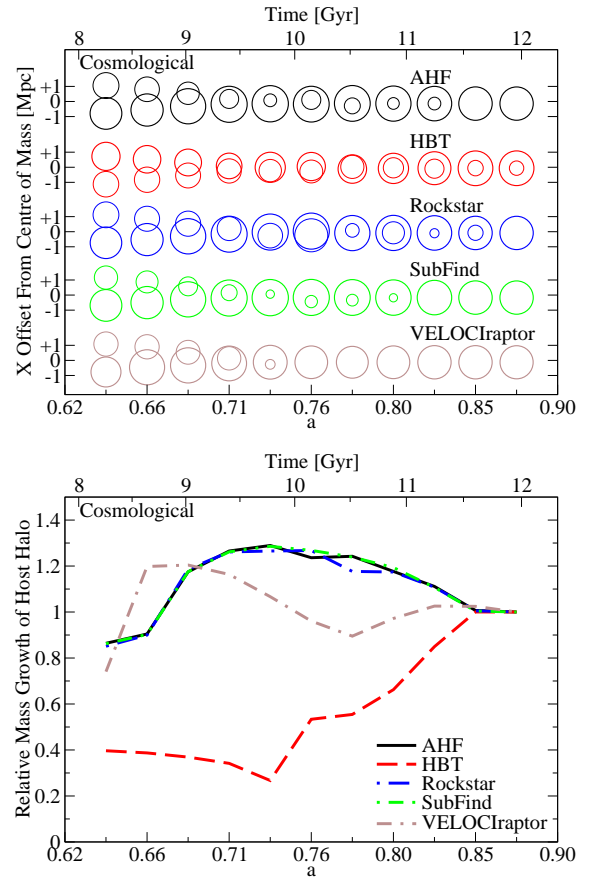 Time [Gyr]
8 9 10 11 12
Cosmological
X Offset From Centre of Mass [Mpc]
AHF
+1
0
-1
HBT
+1
0
-1
Rockstar
+1
0
-1
SubFind
+1
0
-1
VELOCIraptor
+1
0
-1
0.62 0.66 0.71 0.76 0.80 0.85 0.90
a
Time [Gyr]
8 9 10 11 12
Cosmological
Relative Mass Growth of Host Halo
1.4
1.2
1
0.8
0.6
0.4
0.2
0
AHF
HBT
Rockstar
SubFind
VELOCIraptor
0.62 0.66 0.71 0.76 0.80 0.85 0.90
a